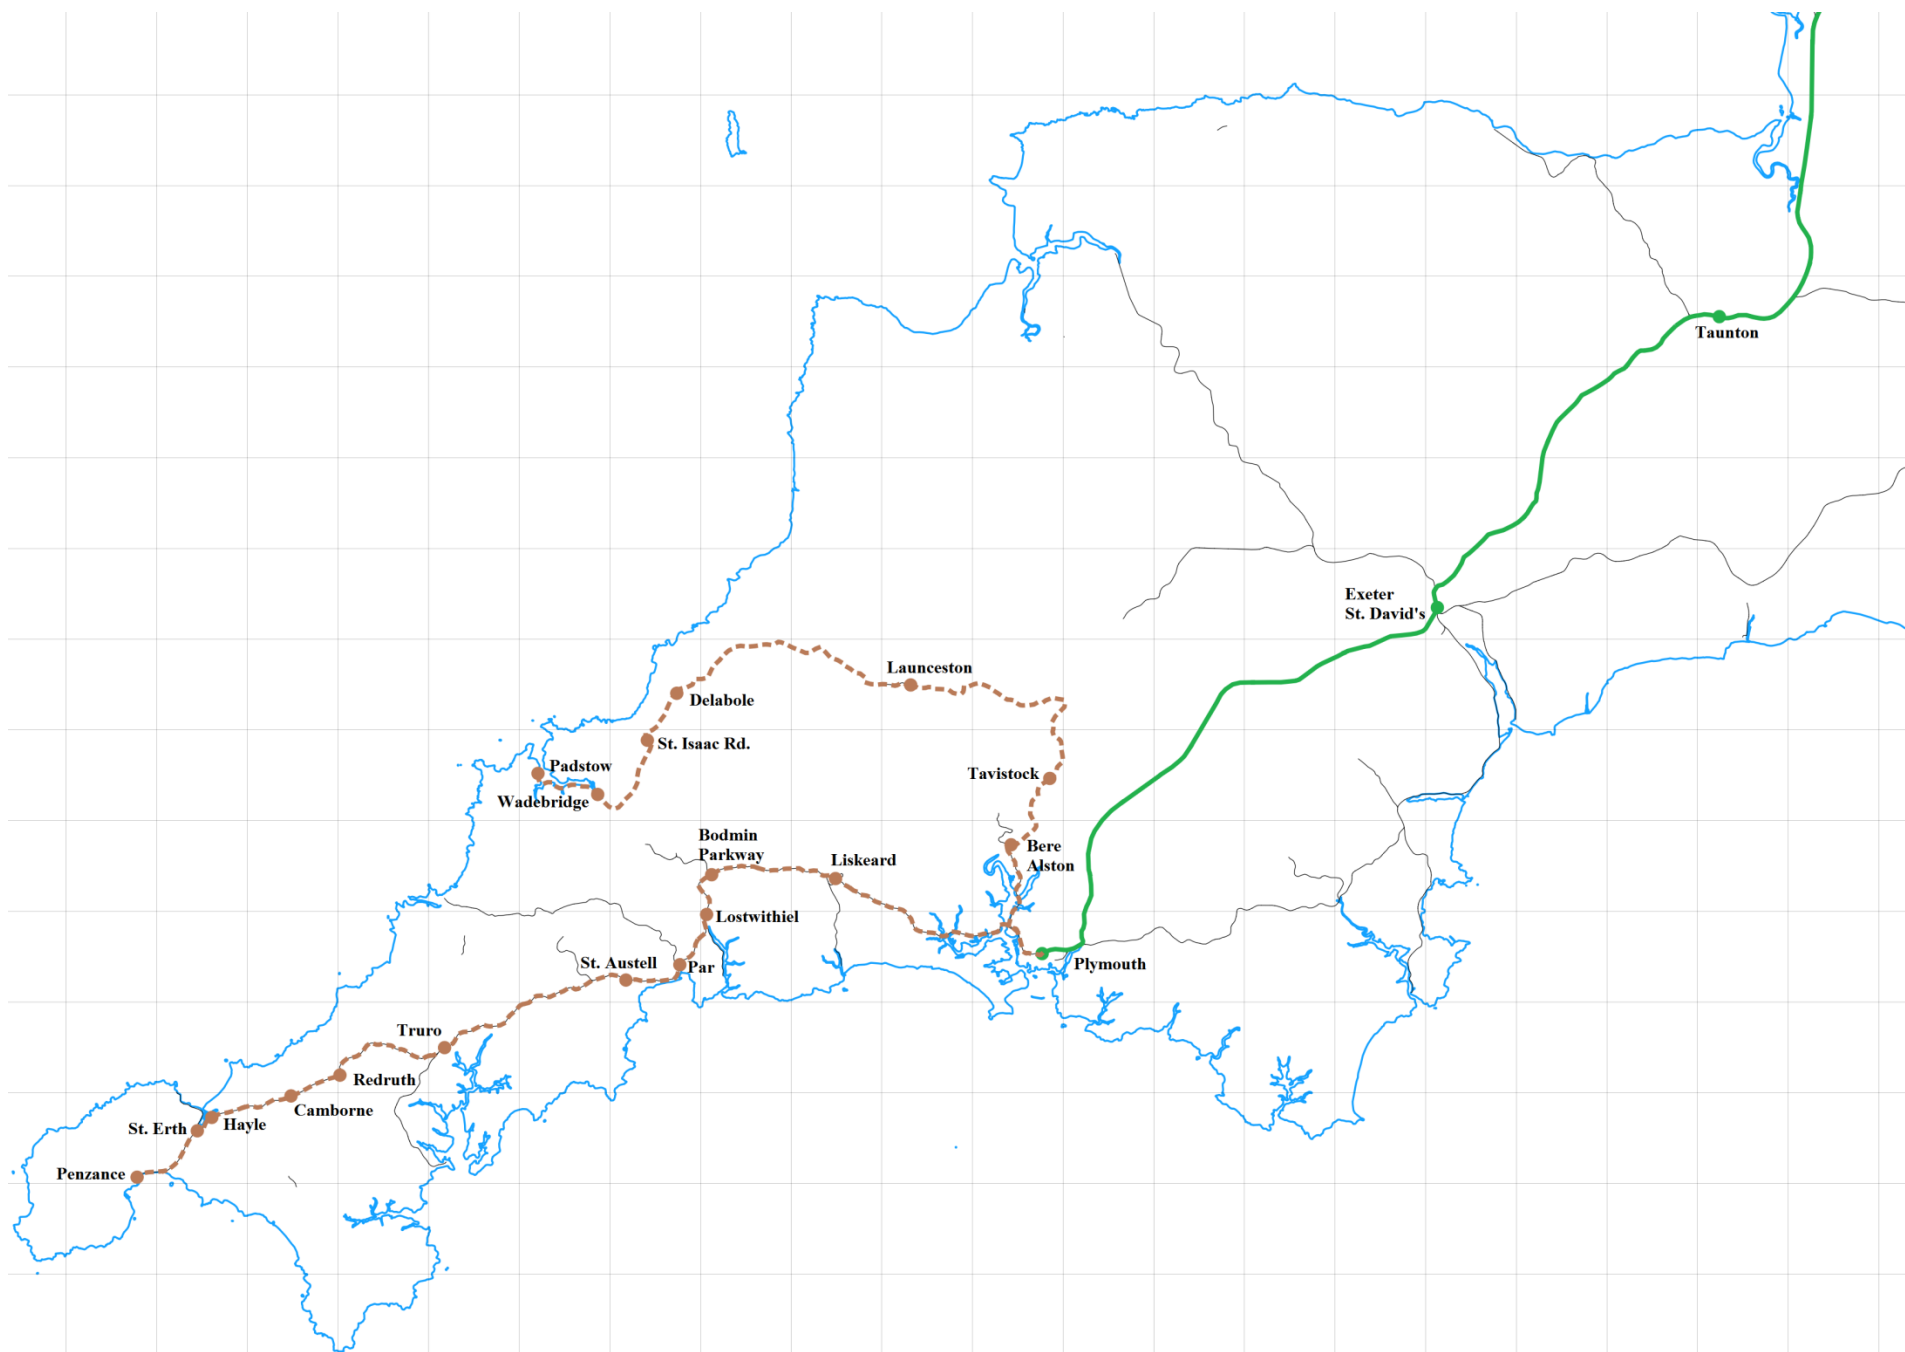 Taunton
Exeter
St. David's
Launceston
Delabole
St. Isaac Rd.
Padstow
Tavistock
Wadebridge
Bodmin
Parkway
Liskeard
Bere
Alston
Lostwithiel
St. Austell
Par
Plymouth
Truro
Redruth
Camborne
Hayle
St. Erth
Penzance